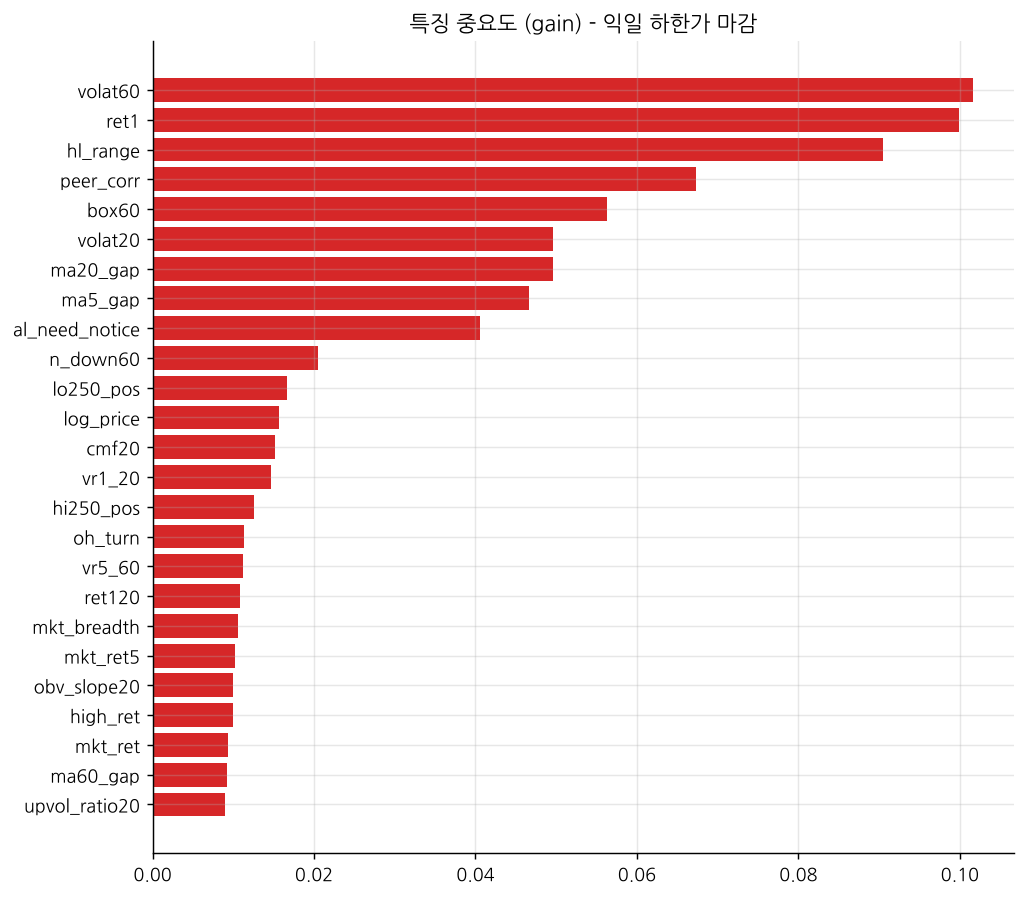 특징 중요도 (gain) - 익일 하한가 마감
volat60
ret1
hl_range
peer_corr
box60
volat20
ma20_gap
ma5_gap
al_need_notice
n_down60
lo250_pos
log_price
cmf20
vr1_20
hi250_pos
oh_turn
vr5_60
ret120
mkt_breadth
mkt_ret5
obv_slope20
high_ret
mkt_ret
ma60_gap
upvol_ratio20
0.00 0.02 0.04 0.06 0.08 0.10